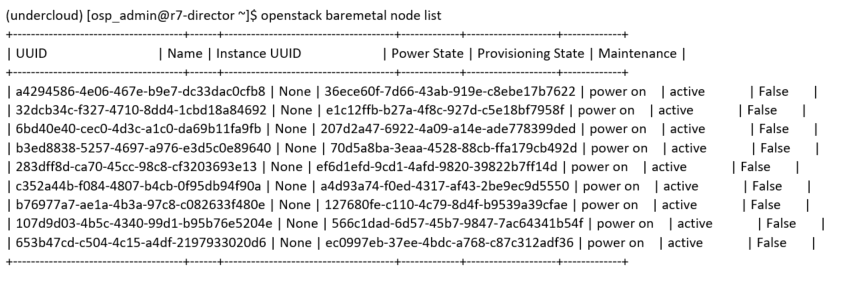 (undercloud) [osp_admin@r7-director ~]$ openstack baremetal node list
+--------------------------------------+------+--------------------------------------+-------------+--------------------+-------------+
| UUID | Name | Instance UUID | Power State | Provisioning State | Maintenance |
+--------------------------------------+------+--------------------------------------+-------------+--------------------+-------------+
| a4294586-4e06-467e-b9e7-dc33dac0cfb8 | None | 36ece60f-7d66-43ab-919e-c8ebe17b7622 | power on | active | False |
| 32dcb34c-f327-4710-8dd4-1cbd18a84692 | None | e1c12ffb-b27a-4f8c-927d-c5e18bf7958f | power on | active | False |
| 6bd40e40-cec0-4d3c-a1c0-da69b11fa9fb | None | 207d2a47-6922-4a09-a14e-ade778399ded | power on | active | False |
| b3ed8838-5257-4697-a976-e3d5c0e89640 | None | 70d5a8ba-3eaa-4528-88cb-ffa179cb492d | power on | active | False |
| 283dff8d-ca70-45cc-98c8-cf3203693e13 | None | ef6d1efd-9cd1-4afd-9820-39822b7ff14d | power on | active | False |
| c352a44b-f084-4807-b4cb-0f95db94f90a | None | a4d93a74-f0ed-4317-af43-2be9ec9d5550 | power on | active | False |
| b76977a7-ae1a-4b3a-97c8-c082633f480e | None | 127680fe-c110-4c79-8d4f-b9539a39cfae | power on | active | False |
| 107d9d03-4b5c-4340-99d1-b95b76e5204e | None | 566c1dad-6d57-45b7-9847-7ac64341b54f | power on | active | False |
| 653b47cd-c504-4c15-a4df-2197933020d6 | None | ec0997eb-37ee-4bdc-a768-c87c312adf36 | power on | active | False |
+--------------------------------------+------+--------------------------------------+-------------+--------------------+-------------+